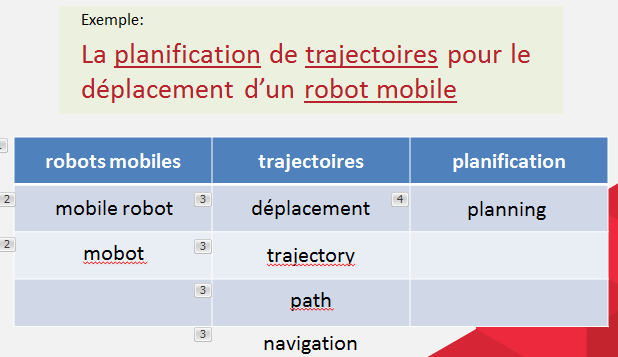 Exemple:
La planification de trajectoires pour le
déplacement d’un robot mobile
robots mobiles trajectoires planification
2 mobile robot 3 déplacement 4 planning
2 mobot 3 trajectory
3 path
3 navigation